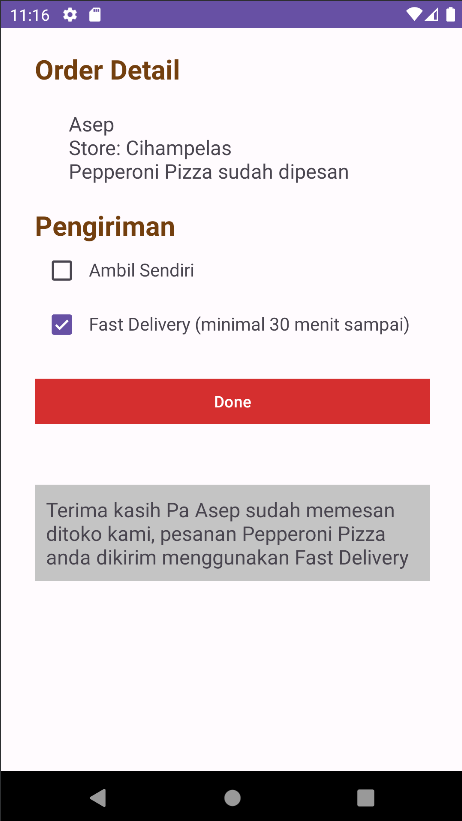 11:16
Order Detail
Asep
Store: Cihampelas
Pepperoni Pizza sudah dipesan
Pengiriman
Ambil Sendiri
Fast Delivery (minimal 30 menit sampai)
Done
Terima kasih Pa Asep sudah memesan
ditoko kami, pesanan Pepperoni Pizza
anda dikirim menggunakan Fast Delivery